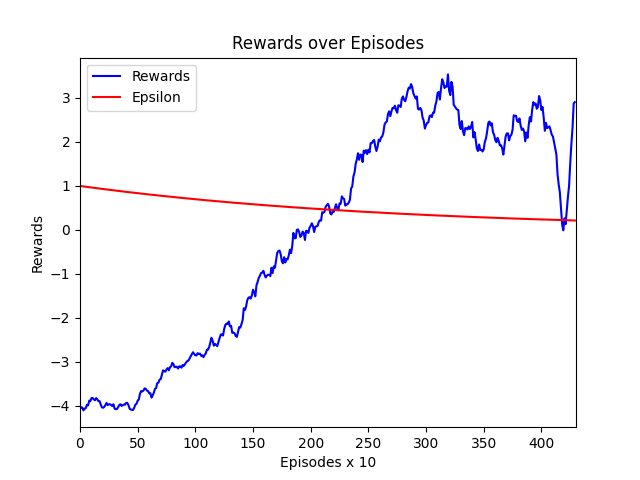 Rewards over Episodes
Rewards
Epsilon
3
2
1
0
−1
−2
−3
−4
Rewards
0 50 100 150 200 250 300 350 400
Episodes x 10